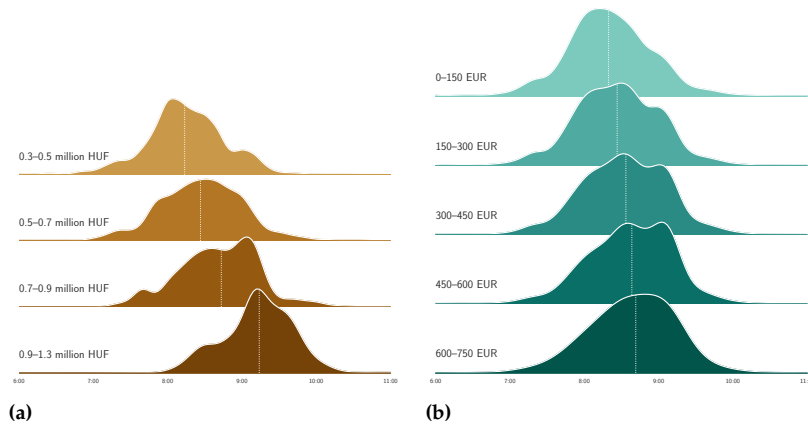 0–150 EUR
150–300 EUR
300–450 EUR
450–600 EUR
600–750 EUR
0.3–0.5 million HUF
0.5–0.7 million HUF
0.7–0.9 million HUF
0.9–1.3 million HUF
6:00 7:00 8:00 9:00 10:00 11:00
6:00 7:00 8:00 9:00 10:00
(a)
(b)